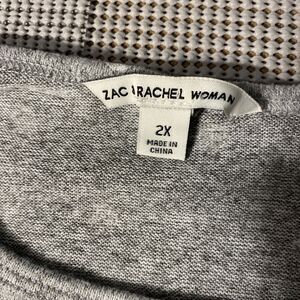 ZAC & RACHEL WOMAN
2X
MADE IN
CHINA